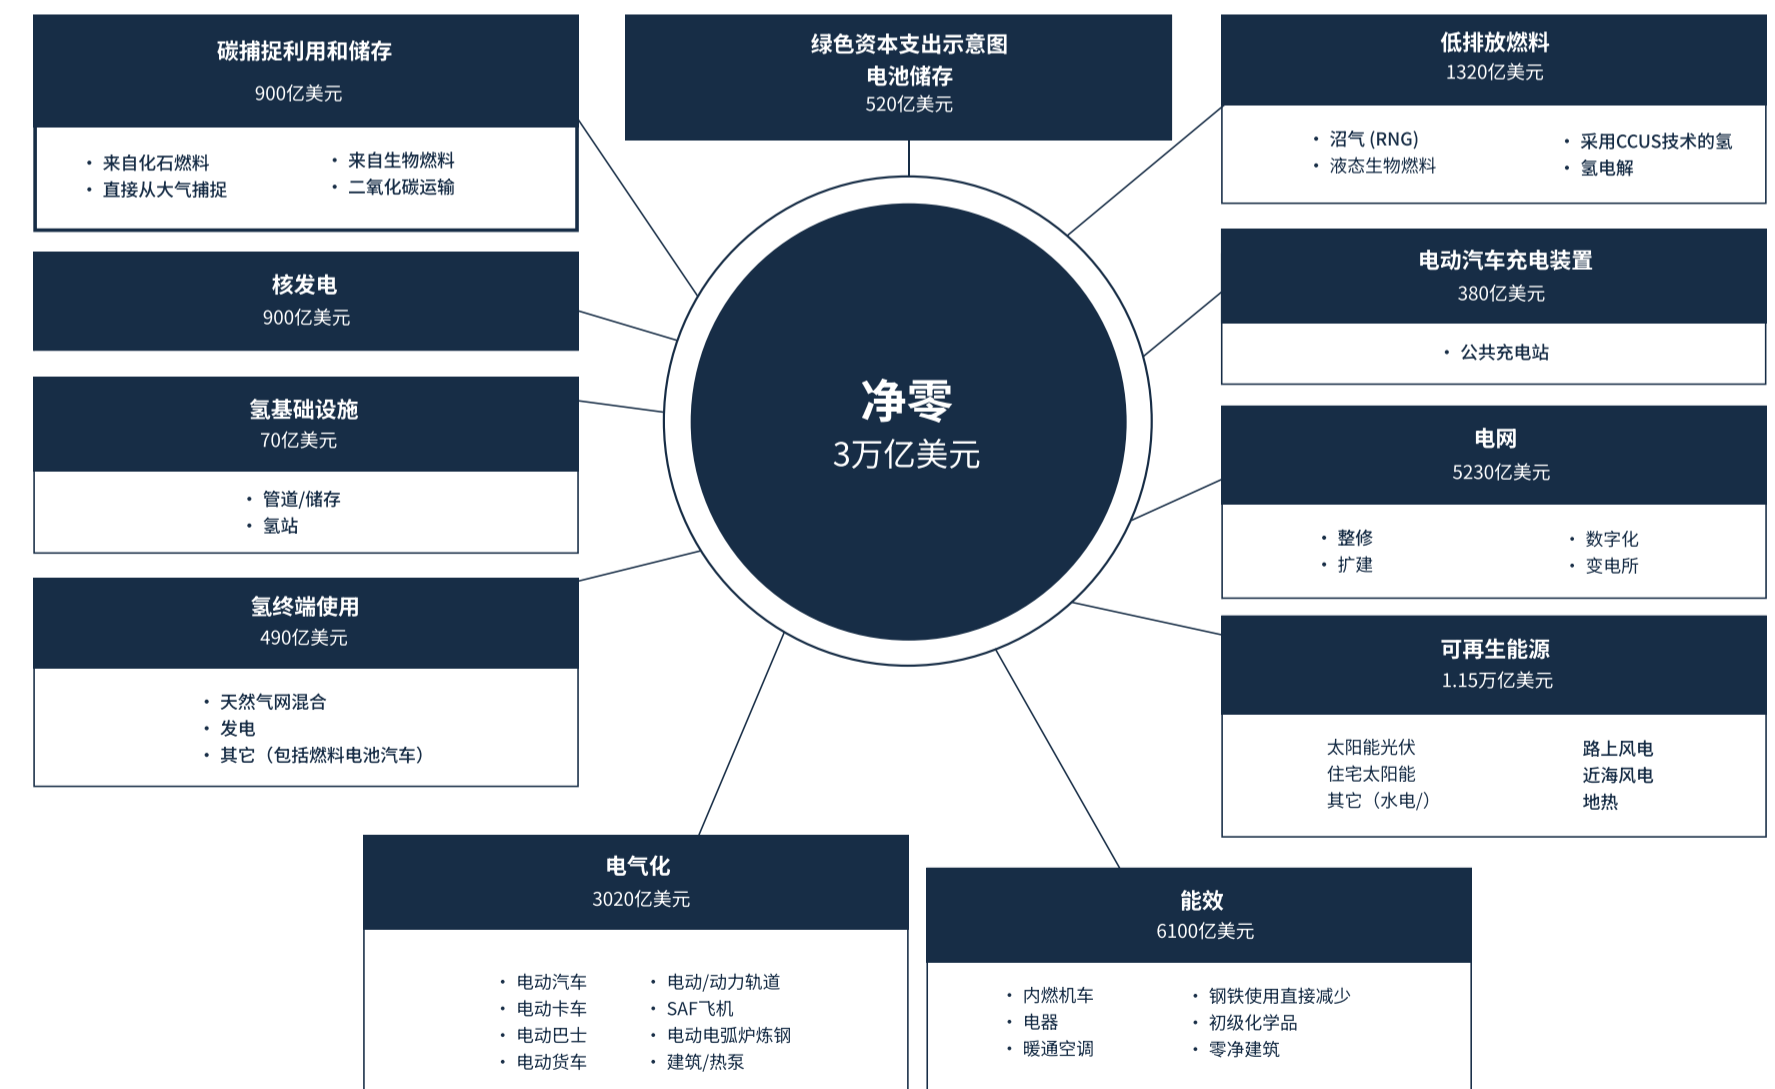 碳捕捉利用和储存
900亿美元
• 来自化石燃料
• 直接从大气捕捉
• 来自生物燃料
• 二氧化碳运输
绿色资本支出示意图
电池储存
520亿美元
低排放燃料
1320亿美元
• 沼气 (RNG)
• 液态生物燃料
• 采用CCUS技术的氢
• 氢电解
核发电
900亿美元
电动汽车充电装置
380亿美元
• 公共充电站
氢基础设施
70亿美元
• 管道/储存
• 氢站
净零
3万亿美元
电网
5230亿美元
• 整修
• 扩建
• 数字化
• 变电所
氢终端使用
490亿美元
• 天然气网混合
• 发电
• 其它（包括燃料电池汽车）
可再生能源
1.15万亿美元
太阳能光伏
住宅太阳能
其它（水电/）
路上风电
近海风电
地热
电气化
3020亿美元
• 电动汽车
• 电动卡车
• 电动巴士
• 电动货车
• 电动/动力轨道
• SAF飞机
• 电动电弧炉炼钢
• 建筑/热泵
能效
6100亿美元
• 内燃机车
• 电器
• 暖通空调
• 钢铁使用直接减少
• 初级化学品
• 零净建筑